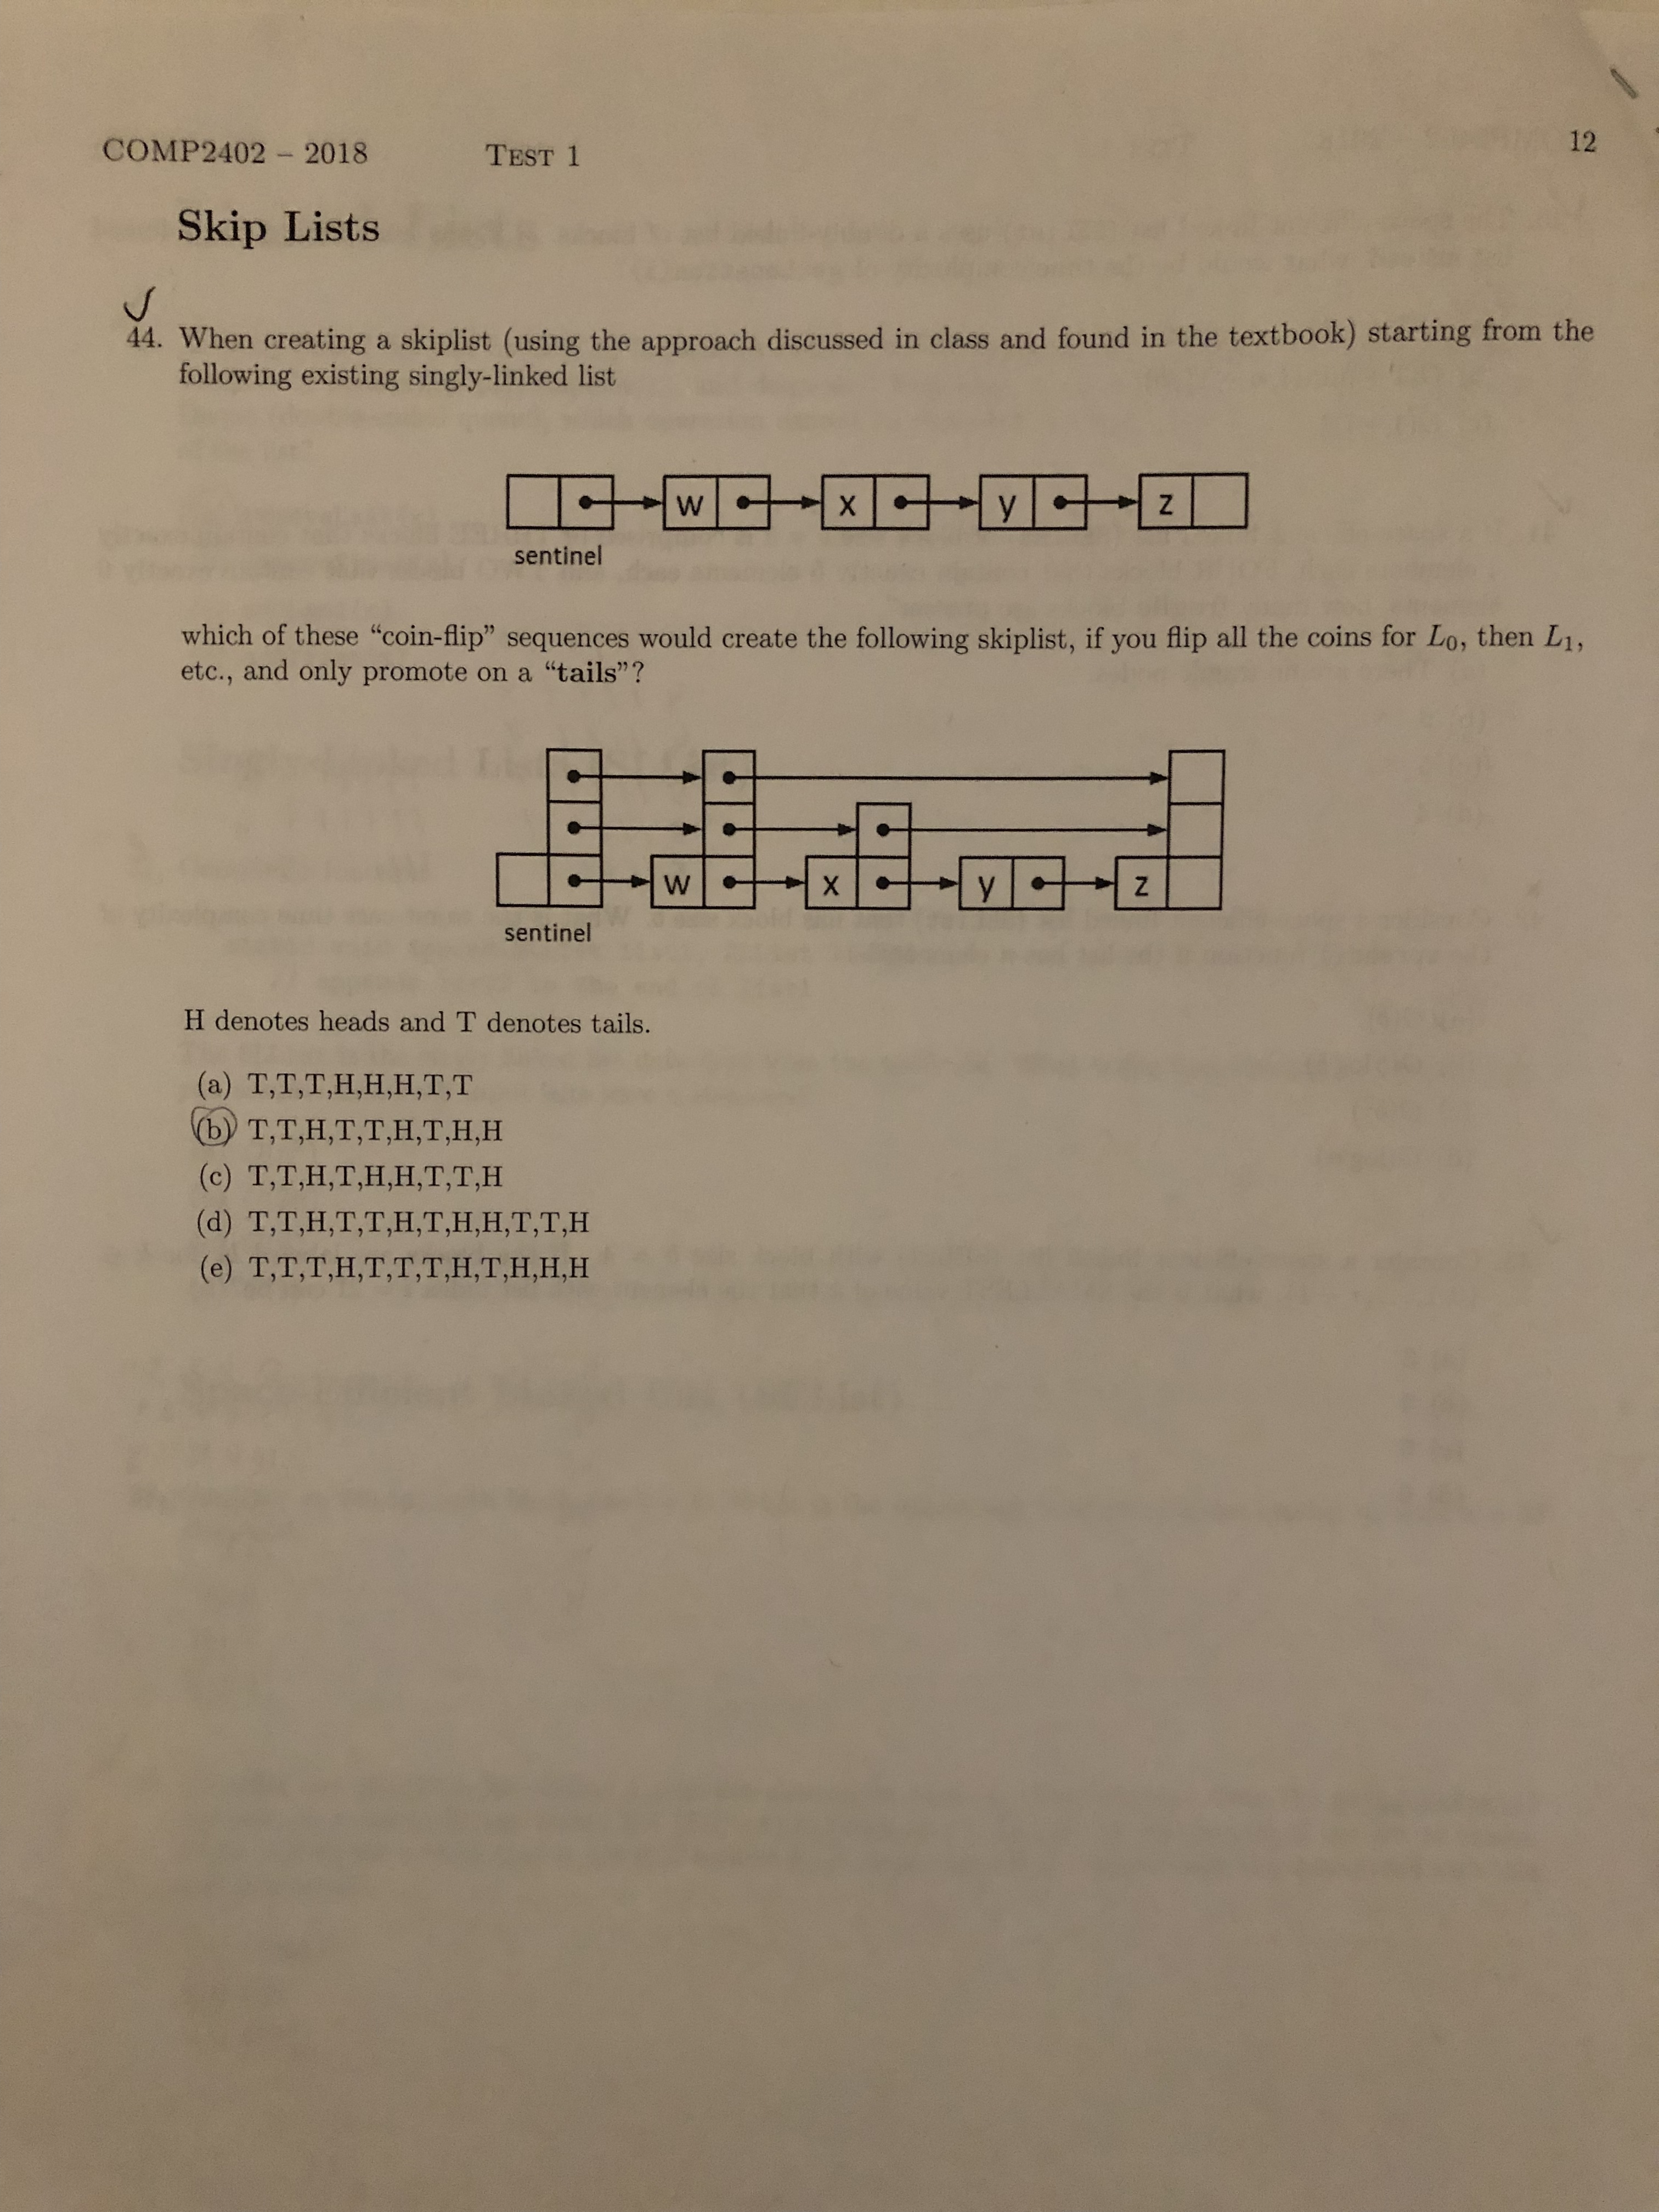 COMP2402 – 2018 TEST 1 12
Skip Lists
44. When creating a skiplist (using the approach discussed in class and found in the textbook) starting from the
following existing singly-linked list
w x y z
sentinel
which of these “coin-flip” sequences would create the following skiplist, if you flip all the coins for L₀, then L₁,
etc., and only promote on a “tails”?
w x y z
sentinel
H denotes heads and T denotes tails.
(a) T,T,T,H,H,H,T,T
(b) T,T,H,T,T,H,T,H,H
(c) T,T,H,T,H,H,T,T,H
(d) T,T,H,T,T,H,T,H,H,T,T,H
(e) T,T,T,H,T,T,T,H,T,H,H,H